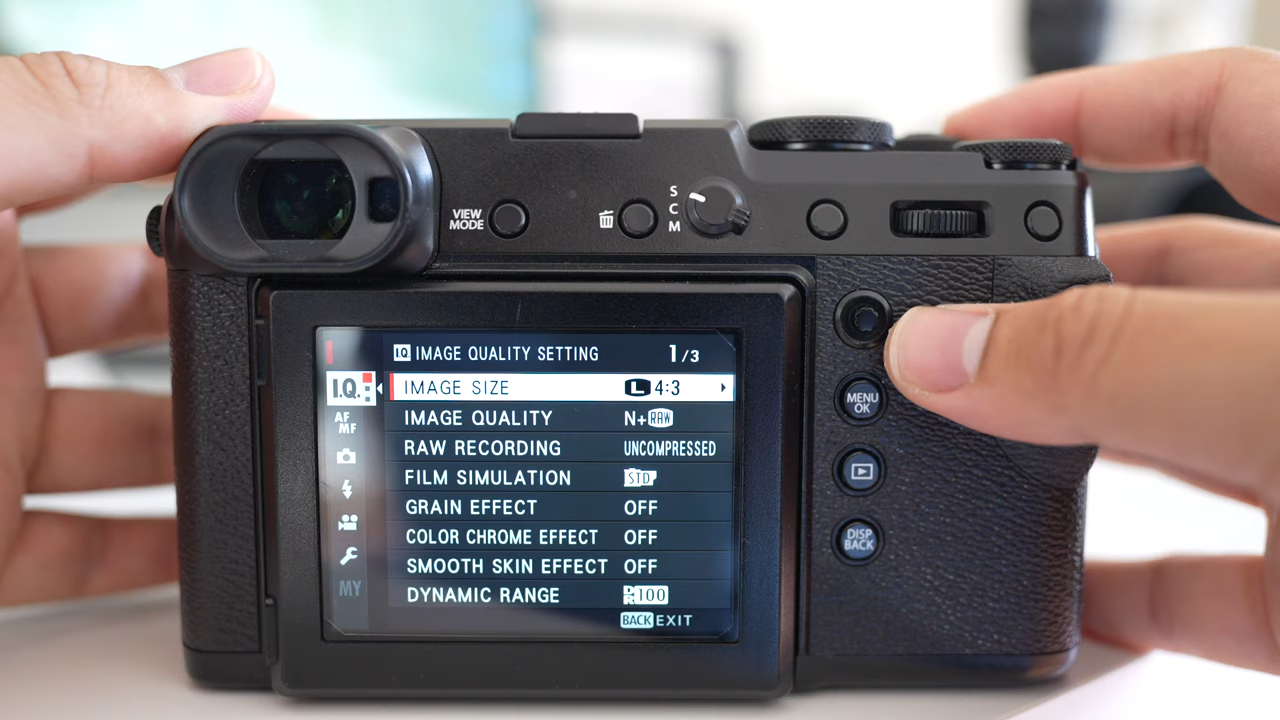 VIEW
MODE
S
C
M
IQ IMAGE QUALITY SETTING 1/3
I.Q.
IMAGE SIZE L 4:3
AF
MF
IMAGE QUALITY N+RAW
RAW RECORDING UNCOMPRESSED
FILM SIMULATION STD
GRAIN EFFECT OFF
COLOR CHROME EFFECT OFF
SMOOTH SKIN EFFECT OFF
MY
DYNAMIC RANGE DR100
BACK EXIT
MENU
OK
DISP
BACK